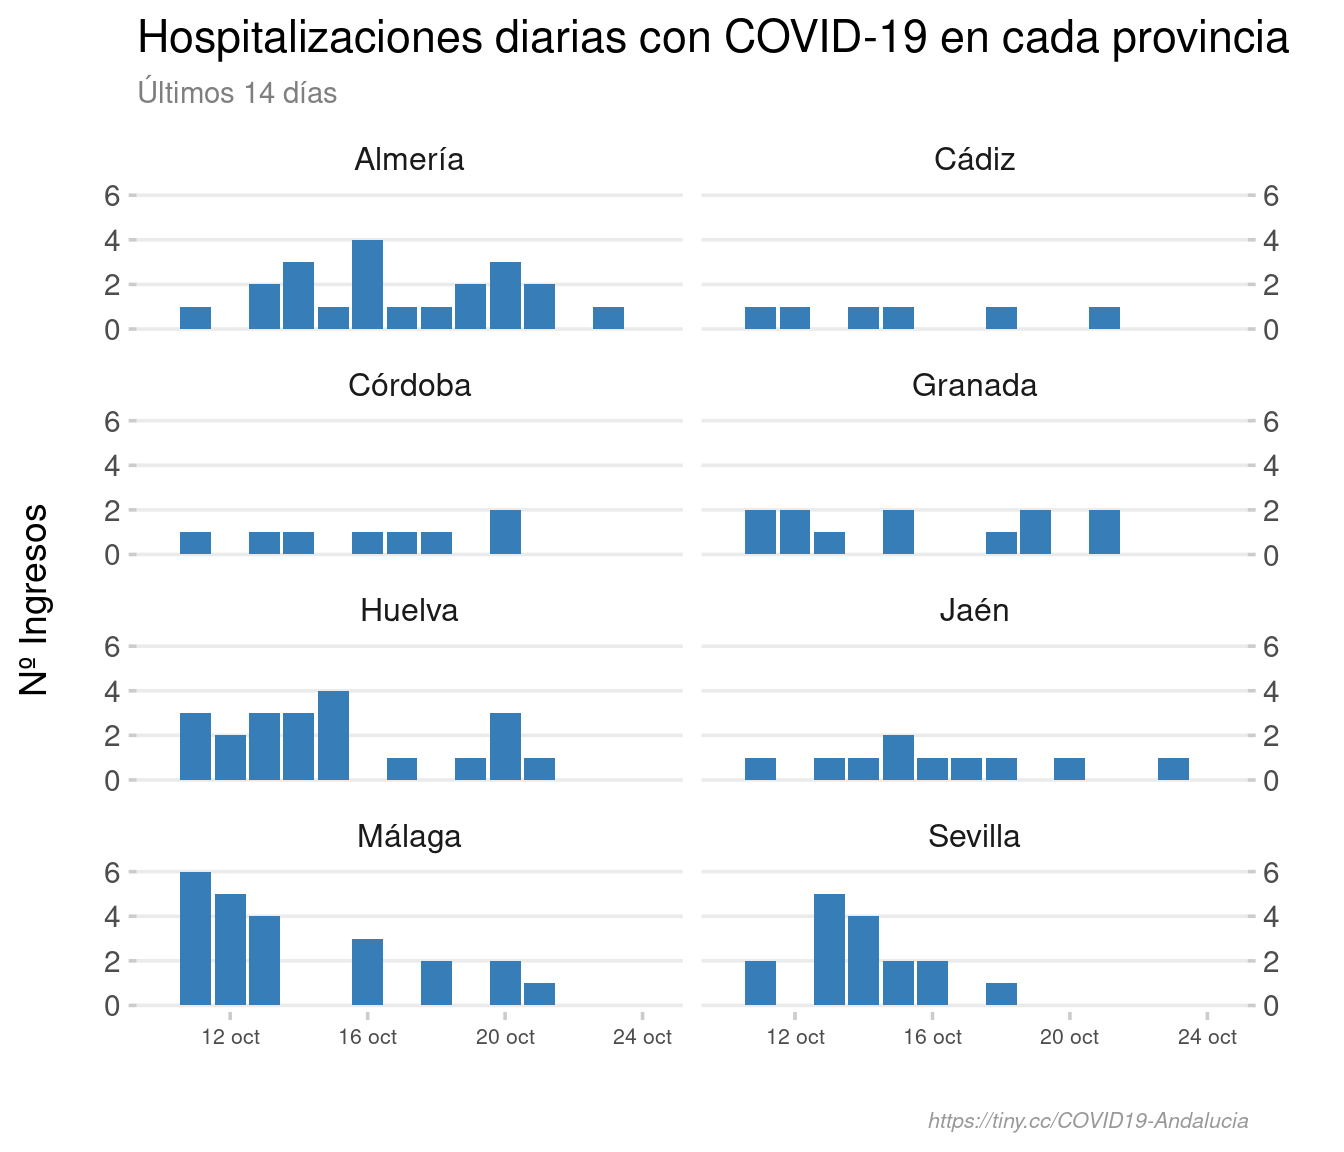 Hospitalizaciones diarias con COVID-19 en cada provincia
Últimos 14 días
Nº Ingresos
Almería
Cádiz
6
4
2
0
6
4
2
0
Córdoba
Granada
6
4
2
0
6
4
2
0
Huelva
Jaén
6
4
2
0
6
4
2
0
Málaga
Sevilla
6
4
2
0
6
4
2
0
12 oct 16 oct 20 oct 24 oct
12 oct 16 oct 20 oct 24 oct
https://tiny.cc/COVID19-Andalucia